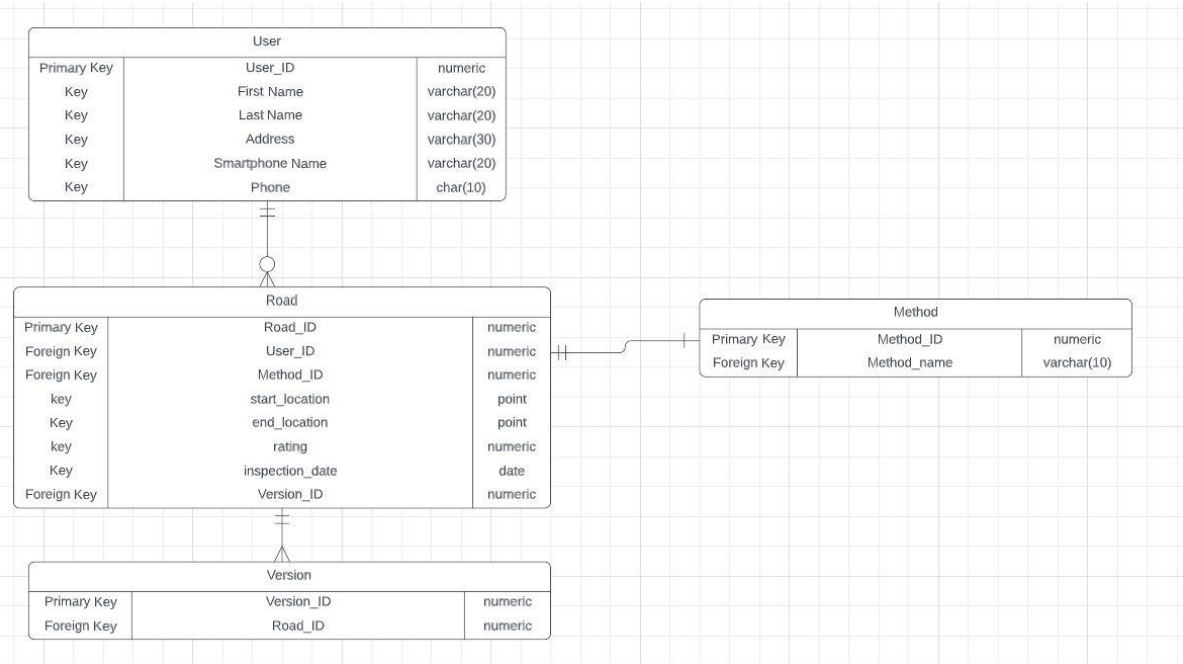 User
Primary Key User_ID numeric
Key First Name varchar(20)
Key Last Name varchar(20)
Key Address varchar(30)
Key Smartphone Name varchar(20)
Key Phone char(10)
Road
Primary Key Road_ID numeric
Foreign Key User_ID numeric
Foreign Key Method_ID numeric
key start_location point
Key end_location point
key rating numeric
Key inspection_date date
Foreign Key Version_ID numeric
Method
Primary Key Method_ID numeric
Foreign Key Method_name varchar(10)
Version
Primary Key Version_ID numeric
Foreign Key Road_ID numeric